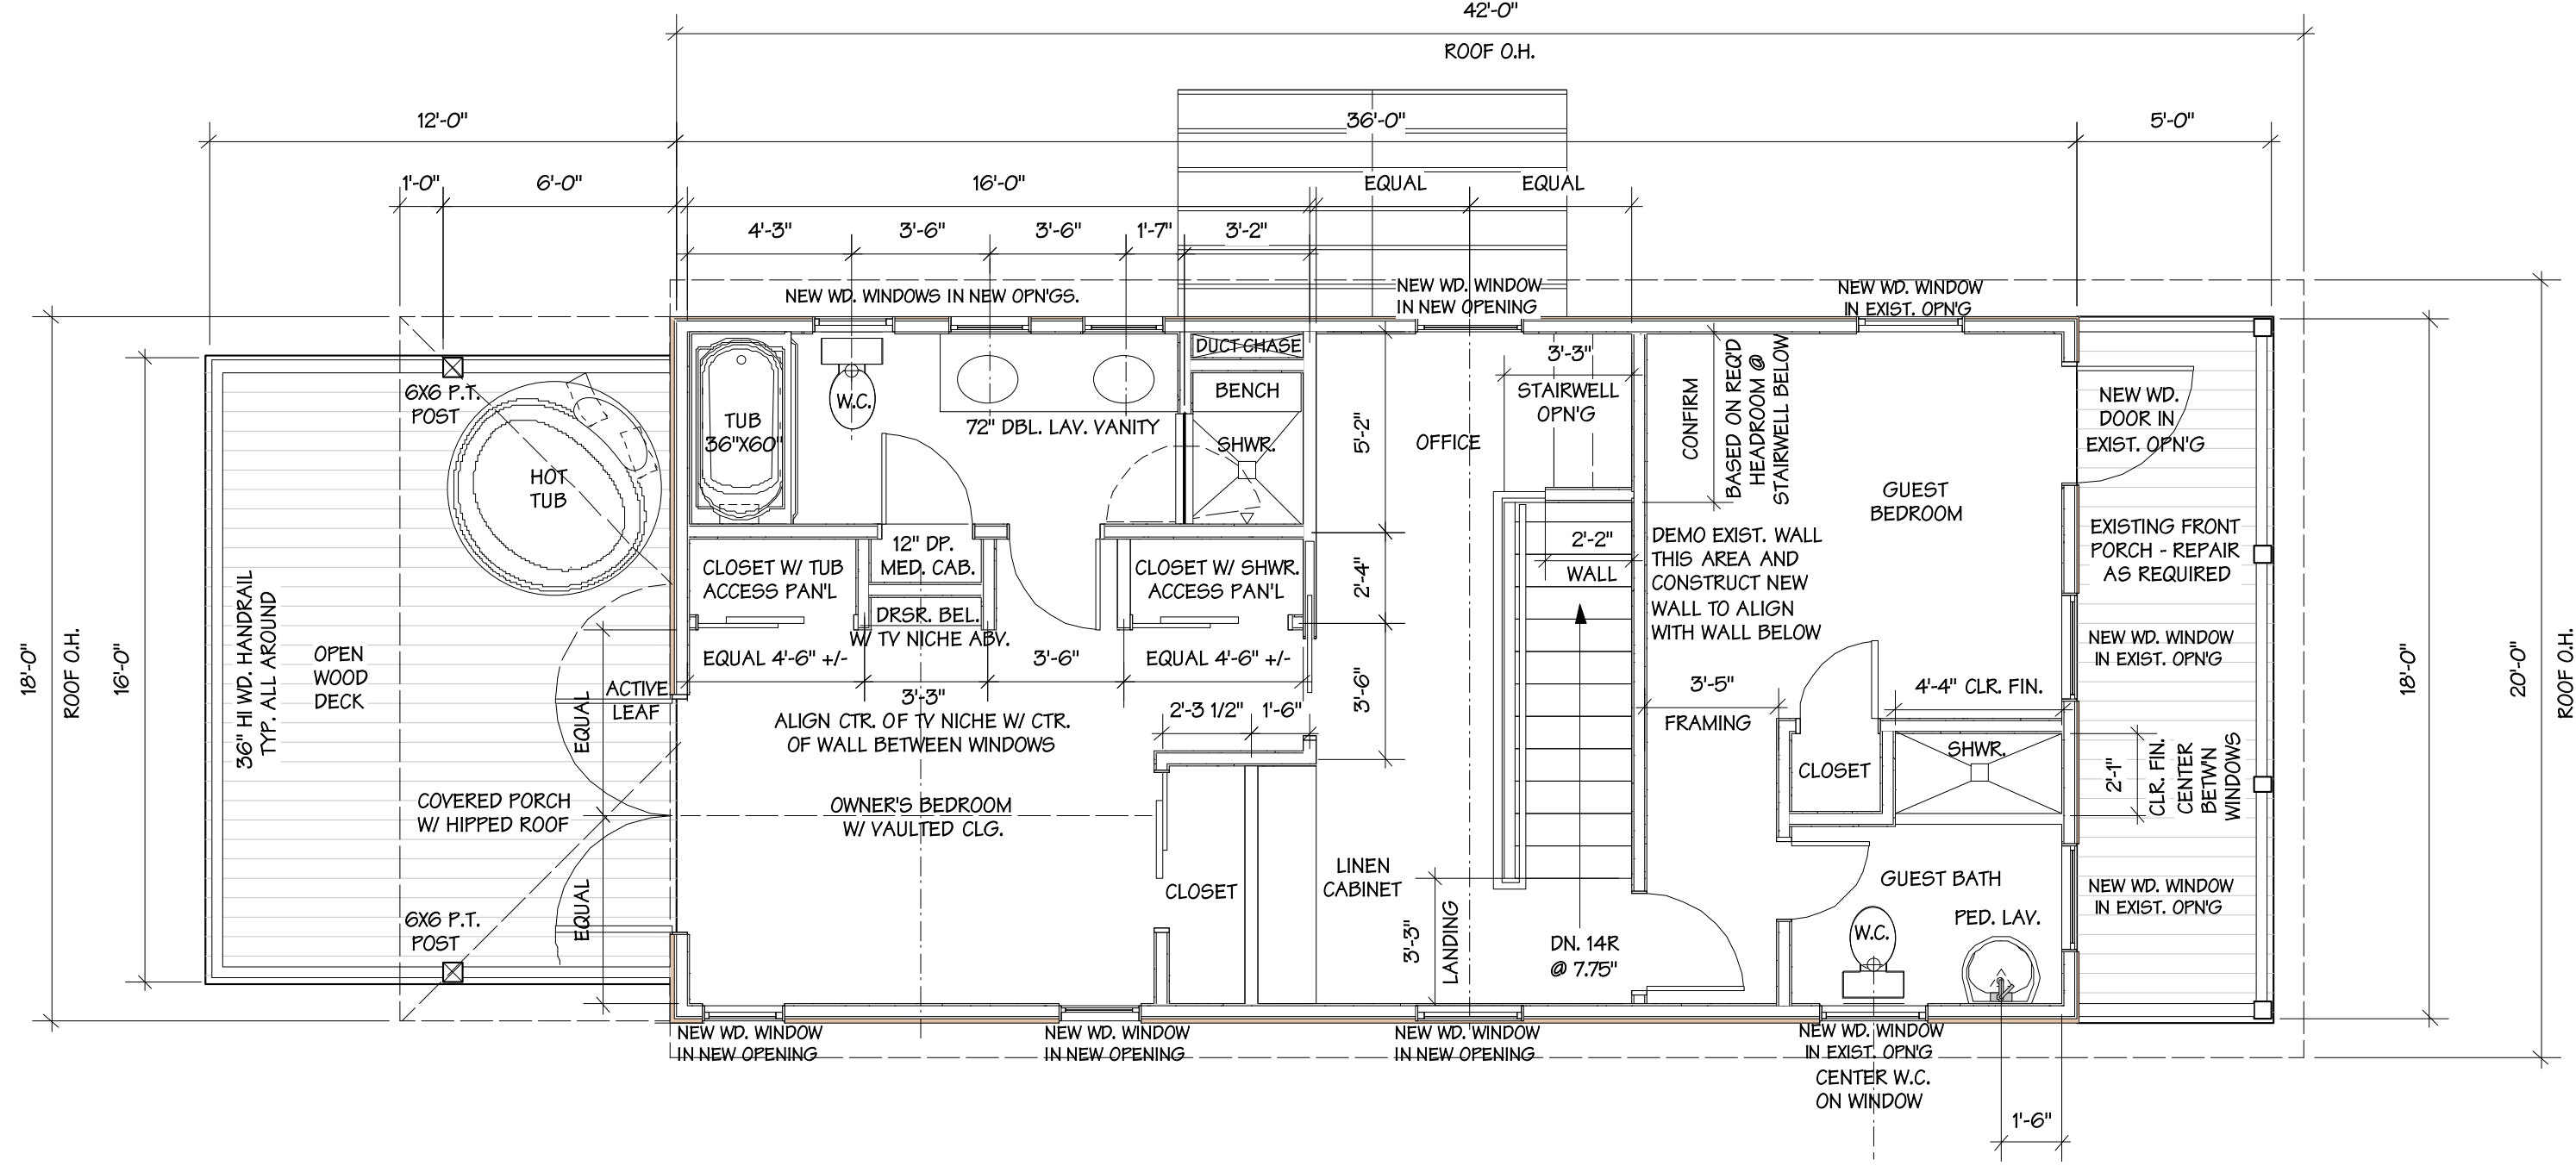 42'-0"
ROOF O.H.
12'-0"
36'-0"
5'-0"
1'-0"
6'-0"
16'-0"
EQUAL
EQUAL
4'-3"
3'-6"
3'-6"
1'-7"
3'-2"
NEW WD. WINDOWS IN NEW OPN'GS.
NEW WD. WINDOW
IN NEW OPENING
NEW WD. WINDOW
IN EXIST. OPN'G
18'-0"
ROOF O.H.
16'-0"
36" HI WD. HANDRAIL
TYP. ALL AROUND
OPEN
WOOD
DECK
6X6 P.T.
POST
HOT
TUB
ACTIVE
LEAF
EQUAL
EQUAL
COVERED PORCH
W/ HIPPED ROOF
6X6 P.T.
POST
TUB
36"X60"
W.C.
72" DBL. LAV. VANITY
DUCT CHASE
BENCH
SHWR.
CLOSET W/ TUB
ACCESS PAN'L
12" DP.
MED. CAB.
DRSR. BEL.
W/ TV NICHE ABV.
CLOSET W/ SHWR.
ACCESS PAN'L
EQUAL 4'-6" +/-
3'-3"
3'-6"
EQUAL 4'-6" +/-
ALIGN CTR. OF TV NICHE W/ CTR.
OF WALL BETWEEN WINDOWS
2'-3 1/2"
1'-6"
OWNER'S BEDROOM
W/ VAULTED CLG.
CLOSET
LINEN
CABINET
5'-2"
2'-4"
3'-6"
OFFICE
3'-3"
STAIRWELL
OPN'G
2'-2"
WALL
3'-3"
LANDING
DN. 14R
@ 7.75"
CONFIRM
BASED ON REQ'D
HEADROOM @
STAIRWELL BELOW
DEMO EXIST. WALL
THIS AREA AND
CONSTRUCT NEW
WALL TO ALIGN
WITH WALL BELOW
GUEST
BEDROOM
3'-5"
FRAMING
4'-4" CLR. FIN.
CLOSET
SHWR.
2'-1"
CLR. FIN.
CENTER
BETW'N
WINDOWS
GUEST BATH
PED. LAV.
W.C.
NEW WD.
DOOR IN
EXIST. OPN'G
EXISTING FRONT
PORCH - REPAIR
AS REQUIRED
NEW WD. WINDOW
IN EXIST. OPN'G
NEW WD. WINDOW
IN EXIST. OPN'G
18'-0"
20'-0"
ROOF O.H.
NEW WD. WINDOW
IN NEW OPENING
NEW WD. WINDOW
IN NEW OPENING
NEW WD. WINDOW
IN NEW OPENING
NEW WD. WINDOW
IN EXIST. OPN'G
CENTER W.C.
ON WINDOW
1'-6"